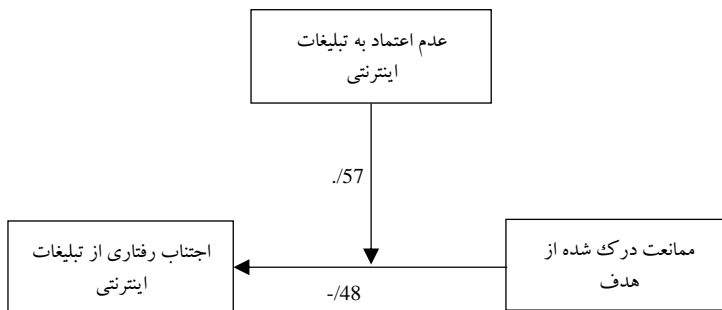 عدم اعتماد به تبلیغات
اینترنتی
./57
ممانعت درک شده از
هدف
اجتناب رفتاری از تبلیغات
اینترنتی
-/48